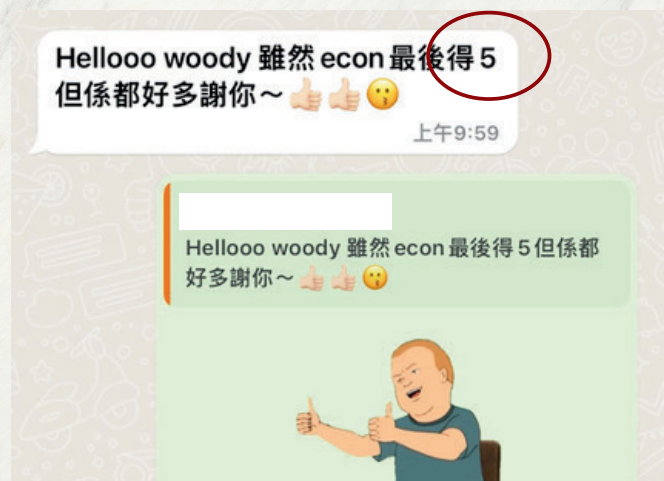 Hellooo woody 雖然 econ 最後得 5
但係都好多謝你～👍🏻👍🏻😗
上午9:59
Hellooo woody 雖然 econ 最後得 5 但係都
好多謝你～👍🏻👍🏻😗